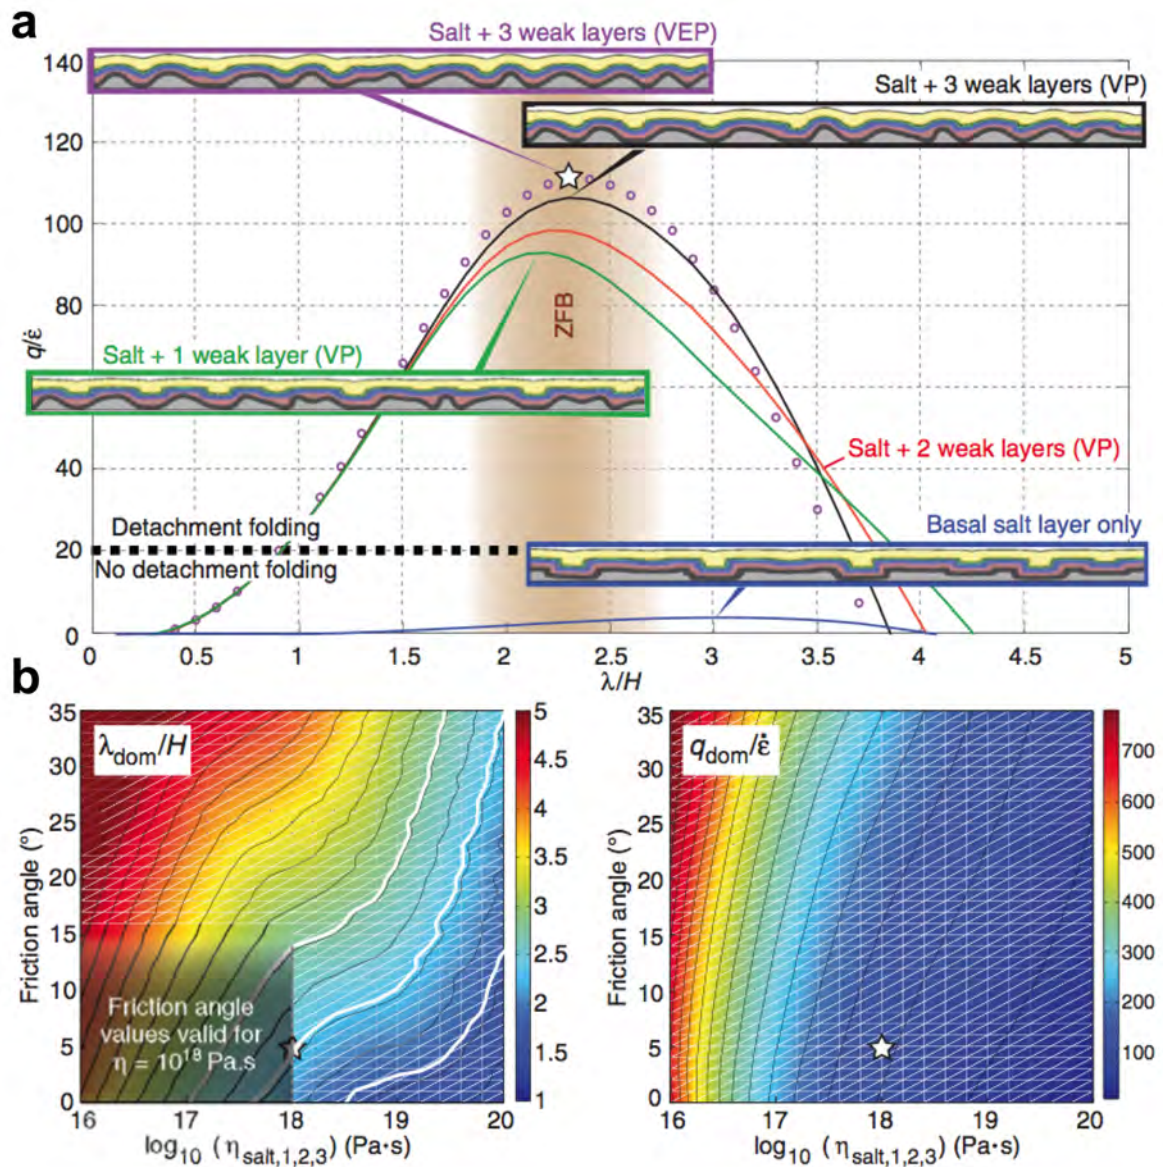 a
Salt + 3 weak layers (VEP)
Salt + 3 weak layers (VP)
140
120
100
80
40
20
0
q/ε̇
ZFB
Salt + 1 weak layer (VP)
Salt + 2 weak layers (VP)
Detachment folding
No detachment folding
Basal salt layer only
0 0.5 1 1.5 2 2.5 3 3.5 4 4.5 5
λ/H
b
λdom/H
35
30
25
20
15
10
5
0
Friction angle (°)
Friction angle
values valid for
η = 10¹⁸ Pa.s
16 17 18 19 20
log₁₀ (ηsalt,1,2,3) (Pa·s)
5
4.5
4
3.5
3
2.5
2
1.5
1
qdom/ε̇
35
30
25
20
15
10
5
0
Friction angle (°)
16 17 18 19 20
log₁₀ (ηsalt,1,2,3) (Pa·s)
700
600
500
400
300
200
100